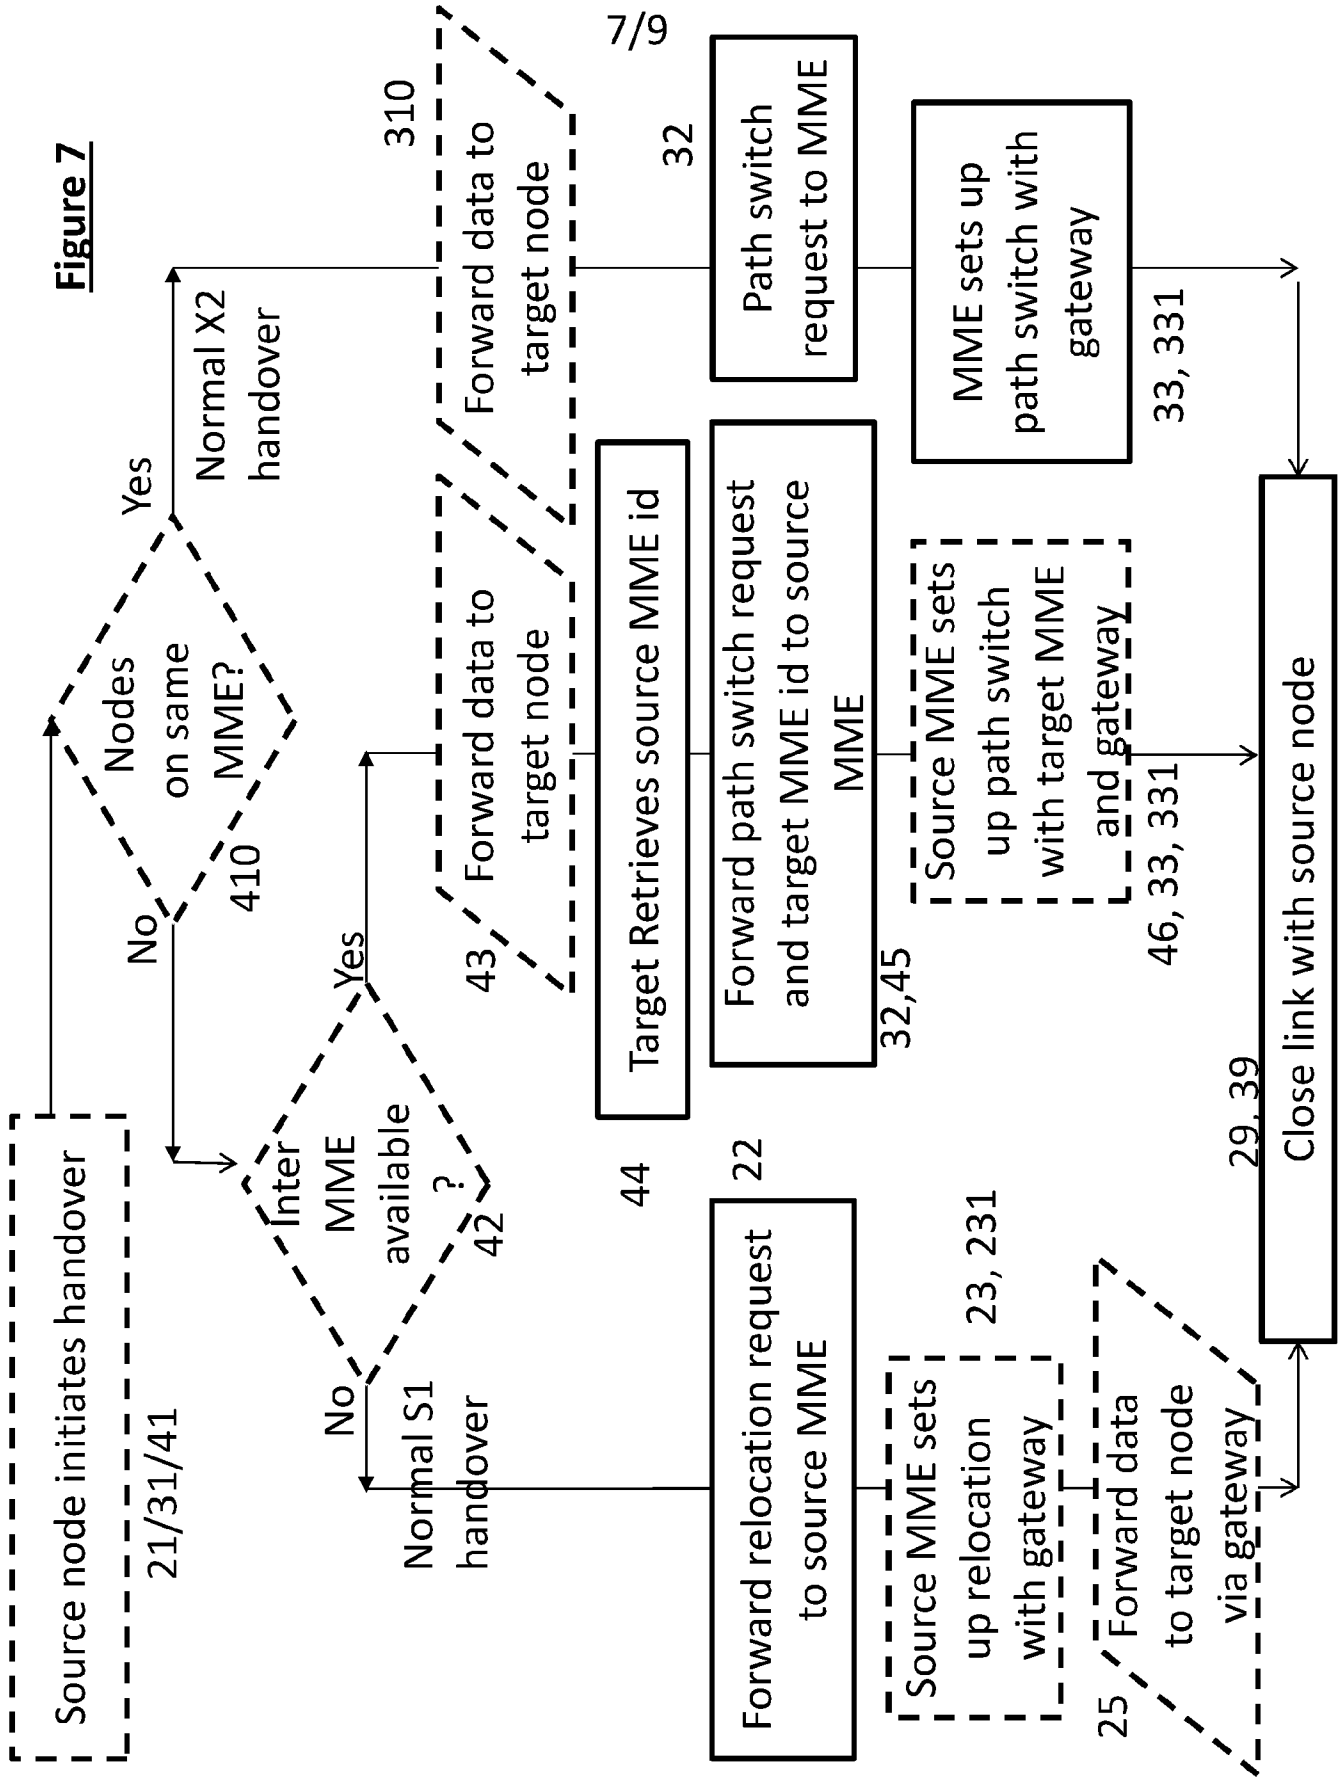 Figure 7
7/9
Source node initiates handover
21/31/41
Nodes
on same
MME?
410
Yes
No
Normal X2
handover
Inter
MME
available
?
42
Yes
No
Normal S1
handover
43
Forward data to
target node
310
Forward data to
target node
44
Target Retrieves source MME id
22
Forward relocation request
to source MME
Forward path switch request
and target MME id to source
MME
32,45
32
Path switch
request to MME
Source MME sets
up relocation
with gateway
23, 231
Source MME sets
up path switch
with target MME
and gateway
46, 33, 331
MME sets up
path switch with
gateway
33, 331
25
Forward data
to target node
via gateway
29, 39
Close link with source node